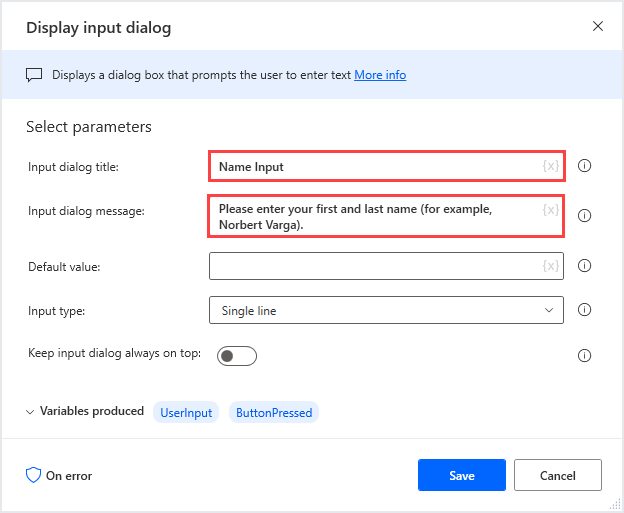 Display input dialog
Displays a dialog box that prompts the user to enter text More info
Select parameters
Input dialog title:
Name Input
{x}
Input dialog message:
Please enter your first and last name (for example,
Norbert Varga).
{x}
Default value:
{x}
Input type:
Single line
Keep input dialog always on top:
Variables produced UserInput ButtonPressed
On error
Save
Cancel